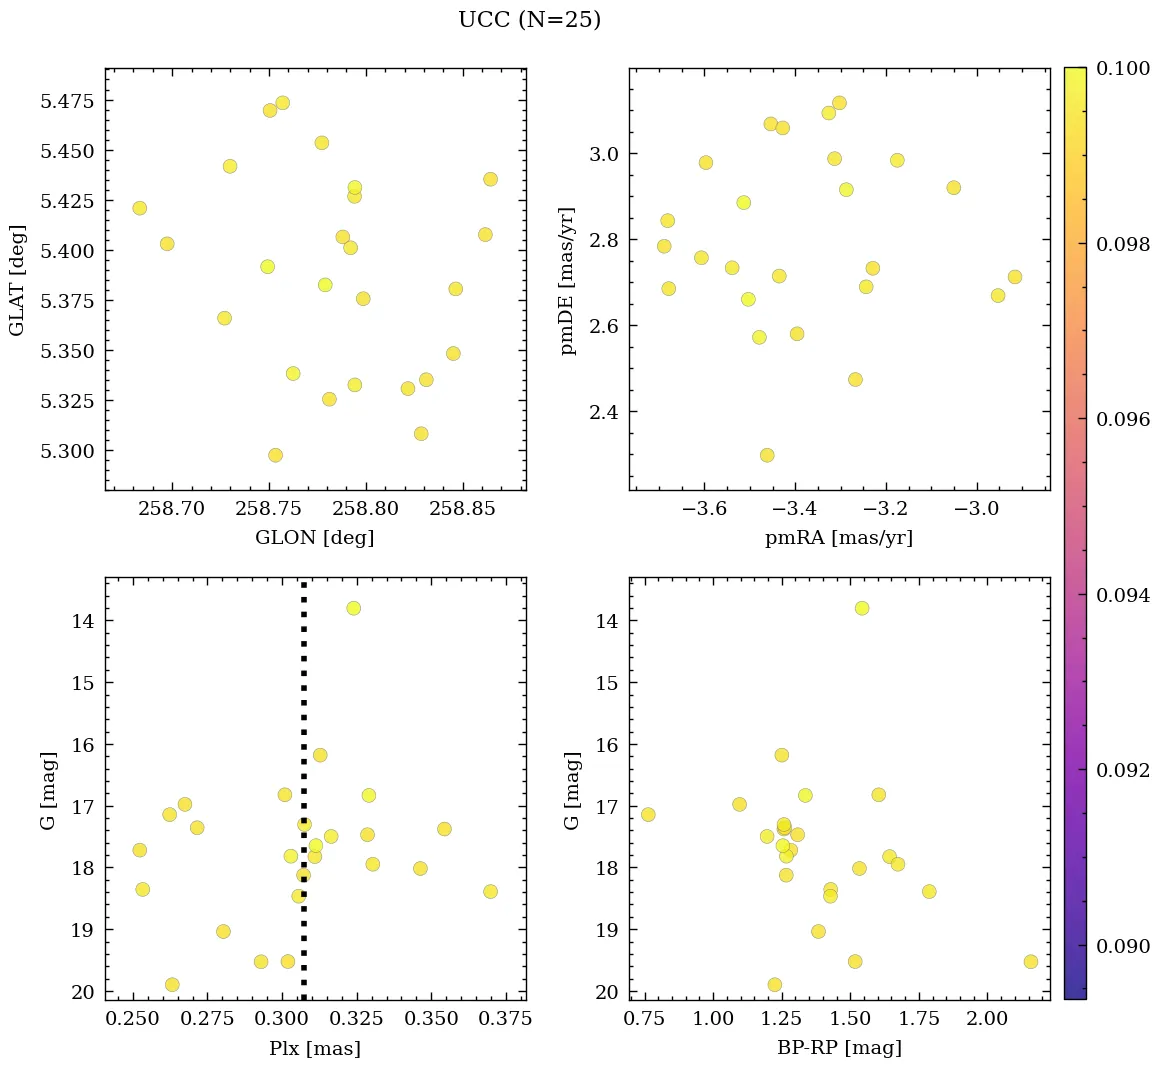 UCC (N=25)
5.475
5.450
5.425
5.400
5.375
5.350
5.325
5.300
GLAT [deg]
258.70 258.75 258.80 258.85
GLON [deg]
3.0
2.8
2.6
2.4
pmDE [mas/yr]
−3.6 −3.4 −3.2 −3.0
pmRA [mas/yr]
14
15
16
17
18
19
20
G [mag]
0.250 0.275 0.300 0.325 0.350 0.375
Plx [mas]
14
15
16
17
18
19
20
G [mag]
0.75 1.00 1.25 1.50 1.75 2.00
BP-RP [mag]
0.100
0.098
0.096
0.094
0.092
0.090